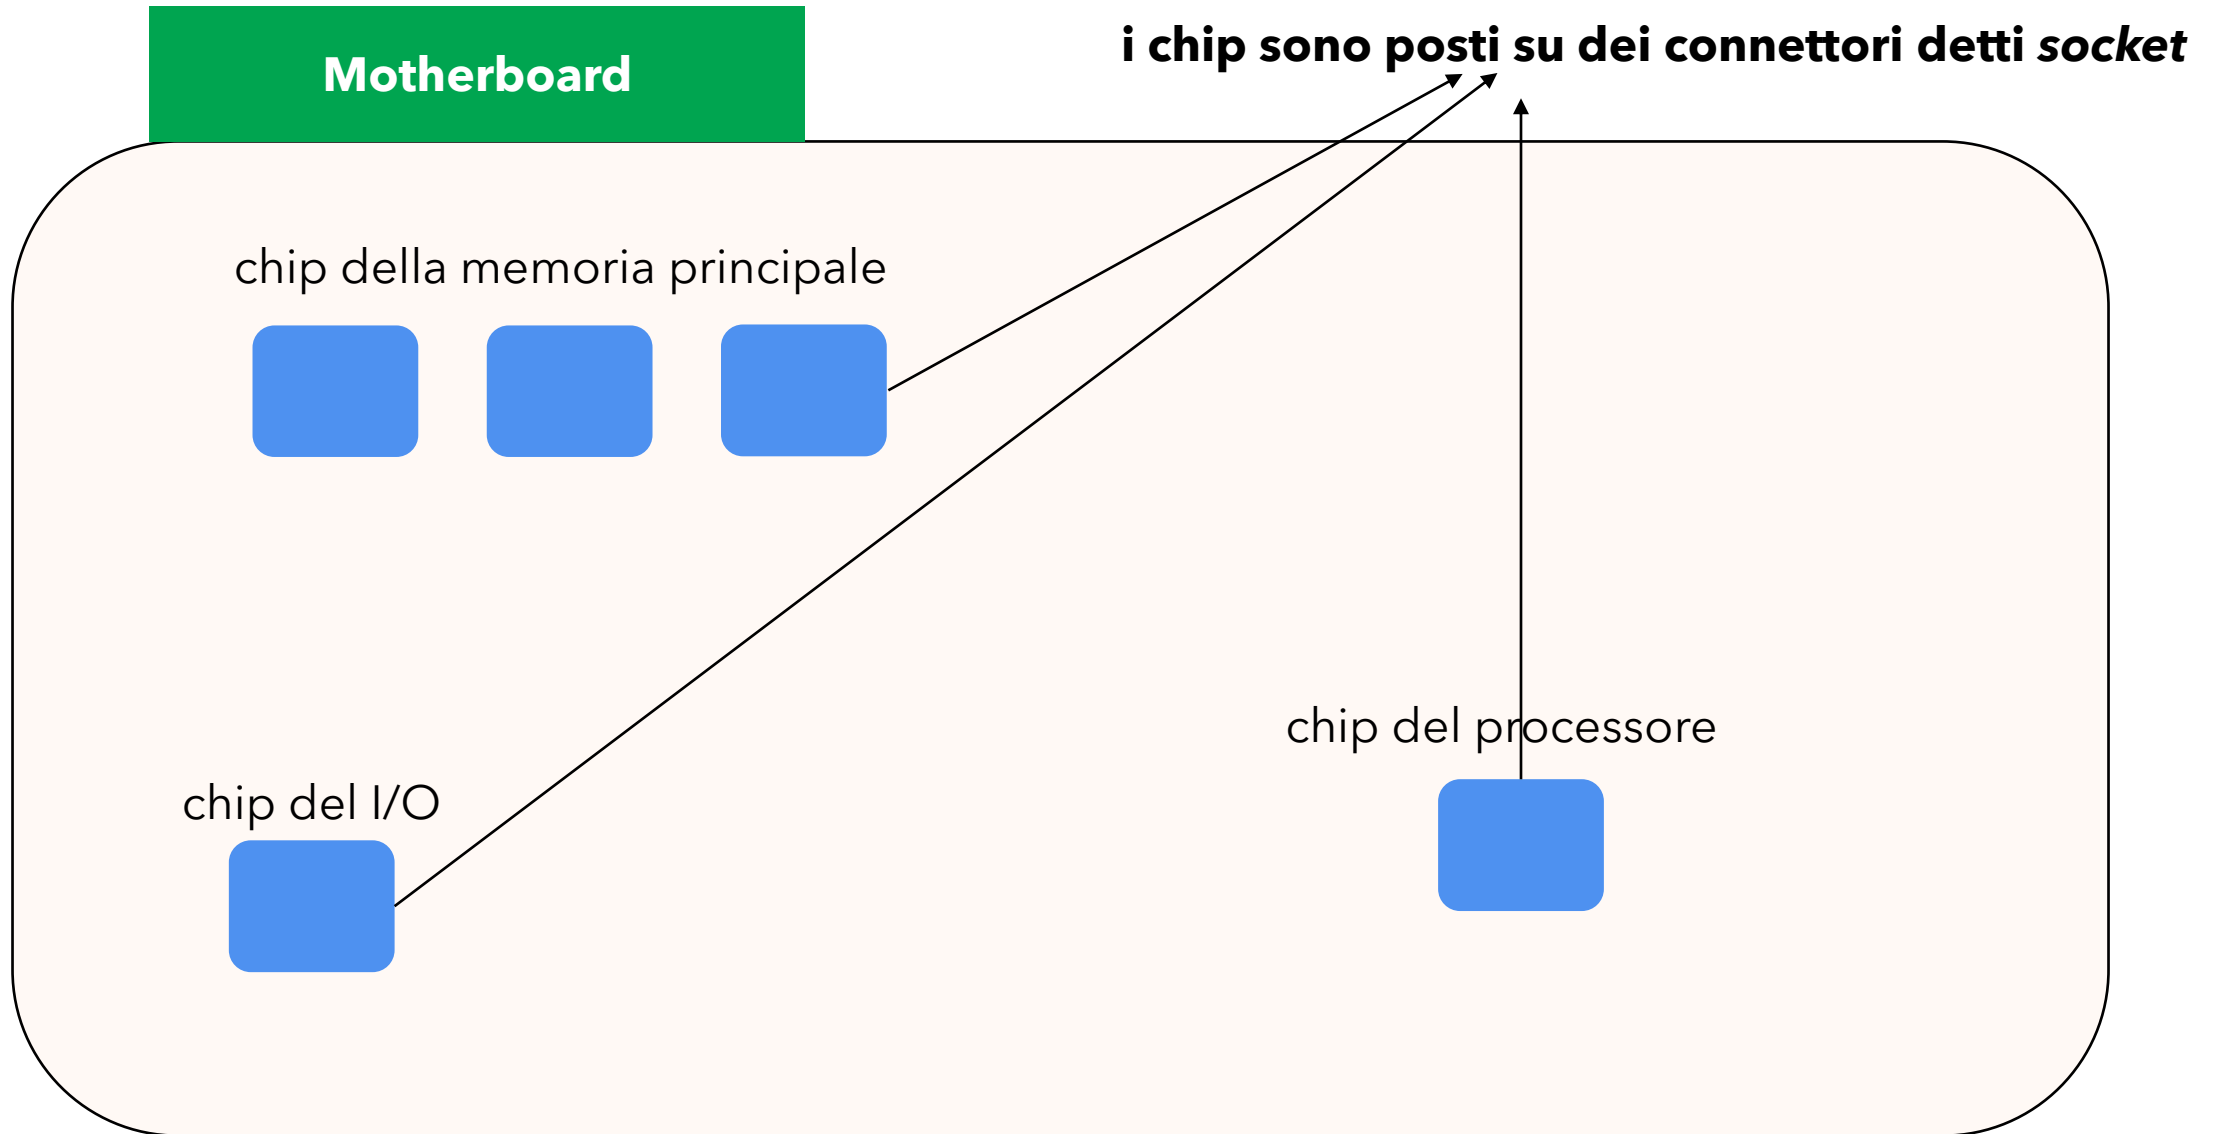 Motherboard
i chip sono posti su dei connettori detti socket
chip della memoria principale
chip del processore
chip del I/O